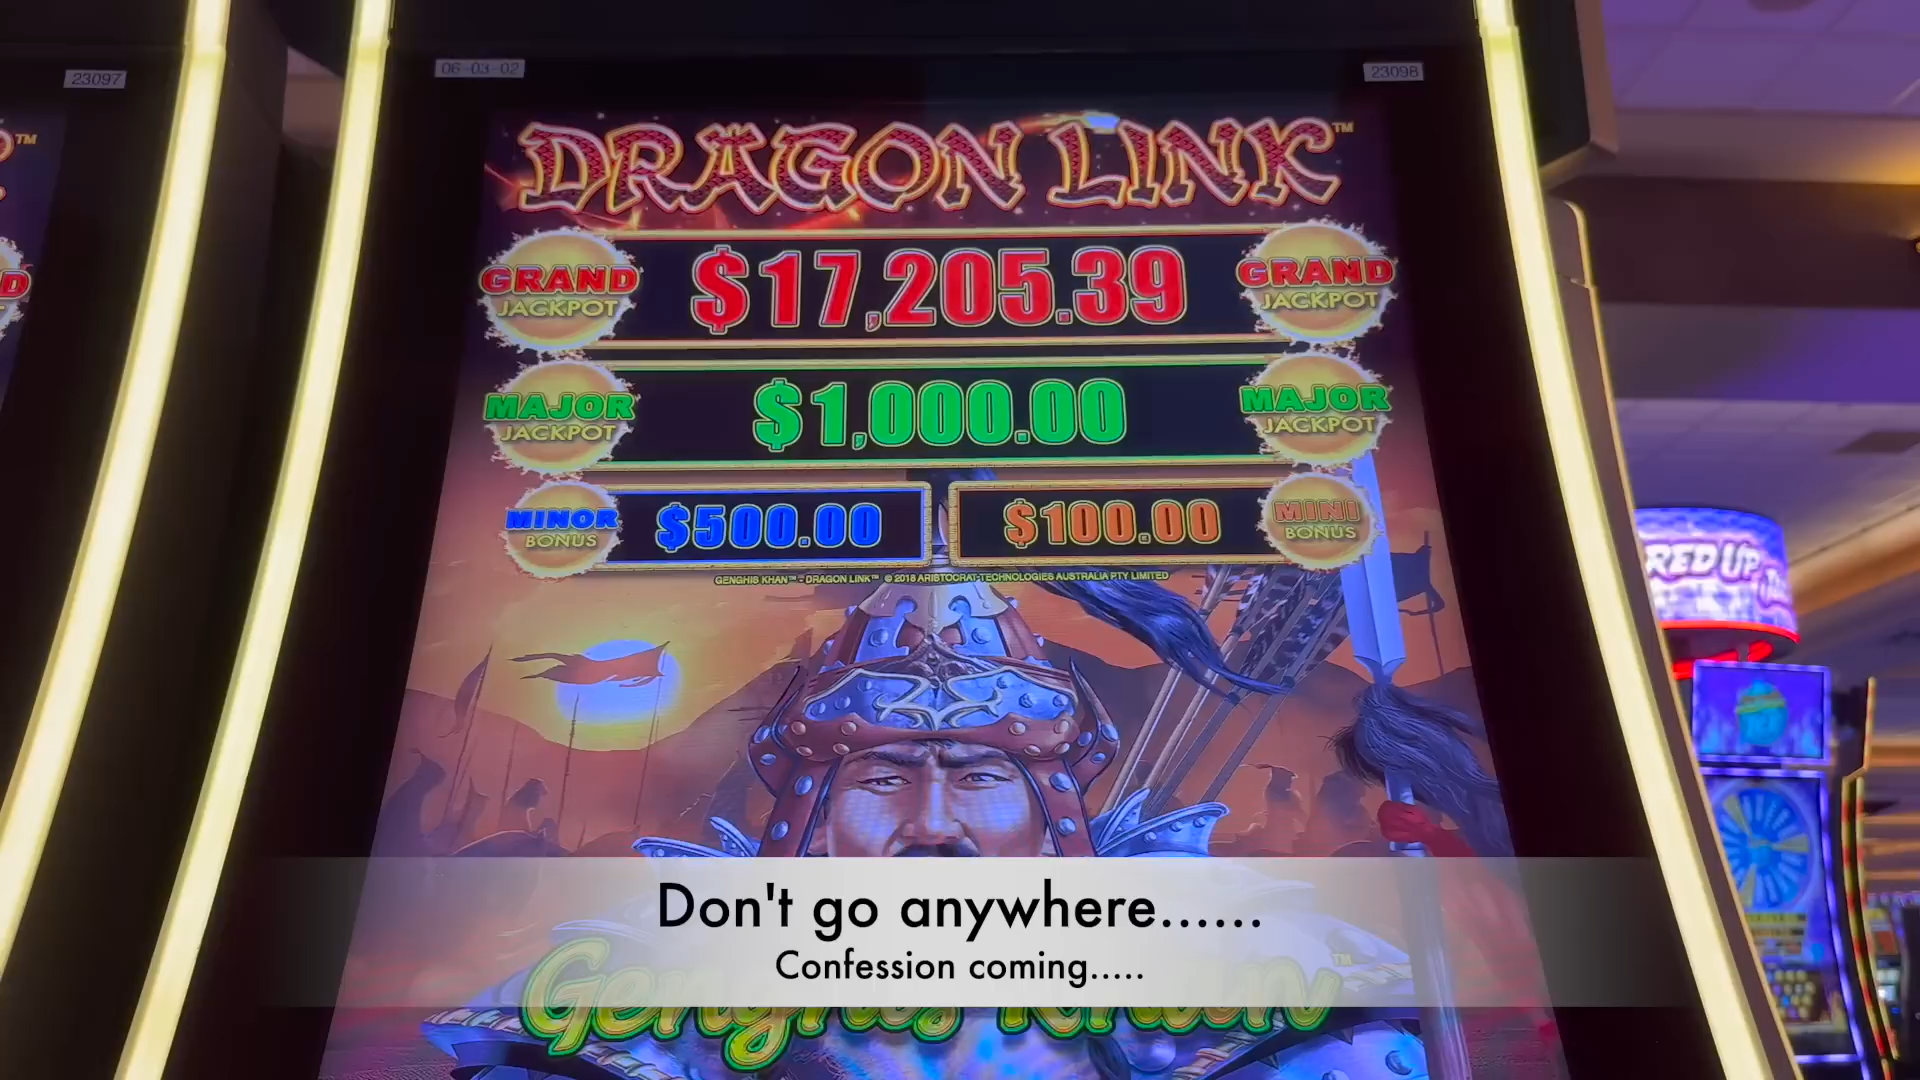 23097
06-03-02
23098
DRAGON LINK™
GRAND JACKPOT
$17,205.39
GRAND JACKPOT
MAJOR JACKPOT
$1,000.00
MAJOR JACKPOT
MINOR BONUS
$500.00
$100.00
MINI BONUS
GENGHIS KHAN™ - DRAGON LINK™ © 2018 ARISTOCRAT TECHNOLOGIES AUSTRALIA PTY LIMITED
RED UP
Don't go anywhere......
Confession coming.....
Genghis Khan™